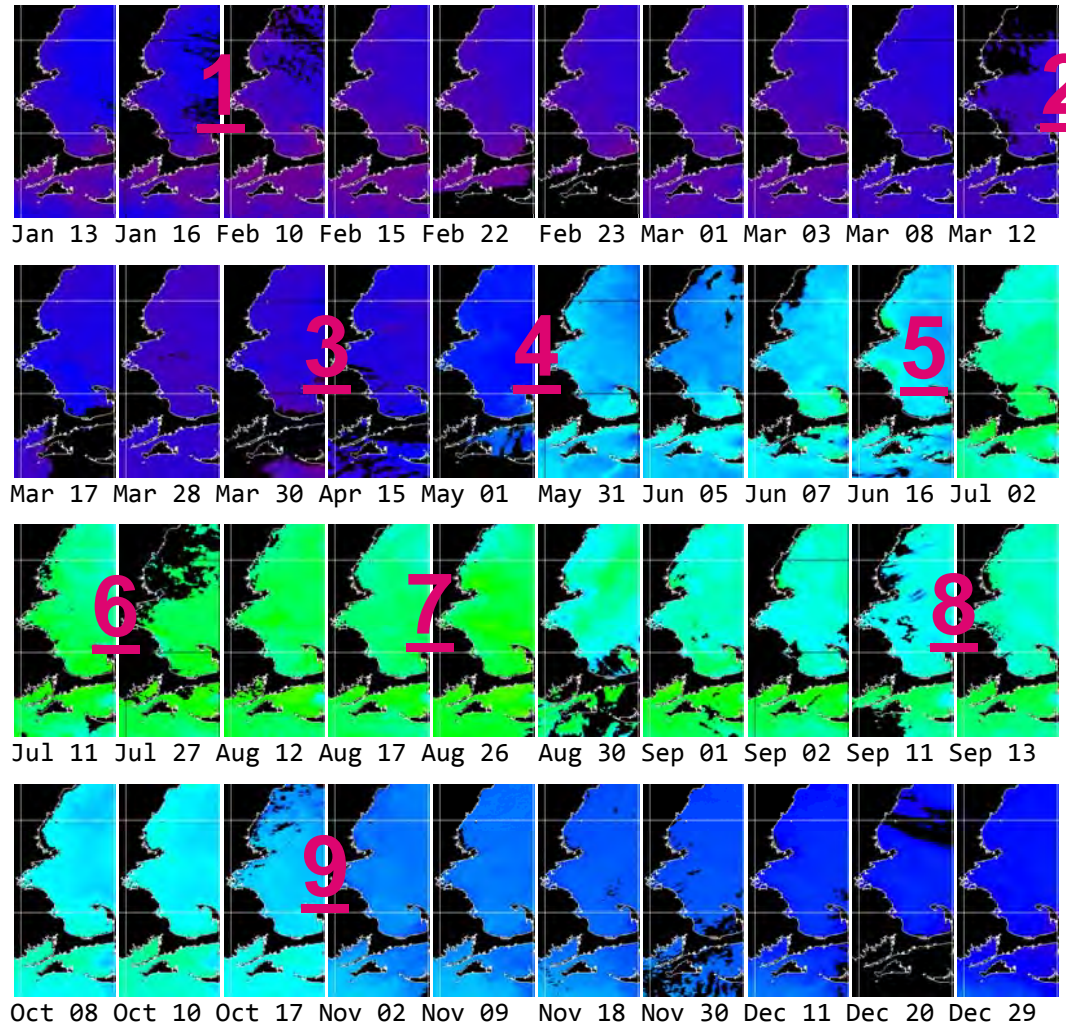 1 2
Jan 13 Jan 16 Feb 10 Feb 15 Feb 22 Feb 23 Mar 01 Mar 03 Mar 08 Mar 12
3 4 5
Mar 17 Mar 28 Mar 30 Apr 15 May 01 May 31 Jun 05 Jun 07 Jun 16 Jul 02
6 7 8
Jul 11 Jul 27 Aug 12 Aug 17 Aug 26 Aug 30 Sep 01 Sep 02 Sep 11 Sep 13
9
Oct 08 Oct 10 Oct 17 Nov 02 Nov 09 Nov 18 Nov 30 Dec 11 Dec 20 Dec 29